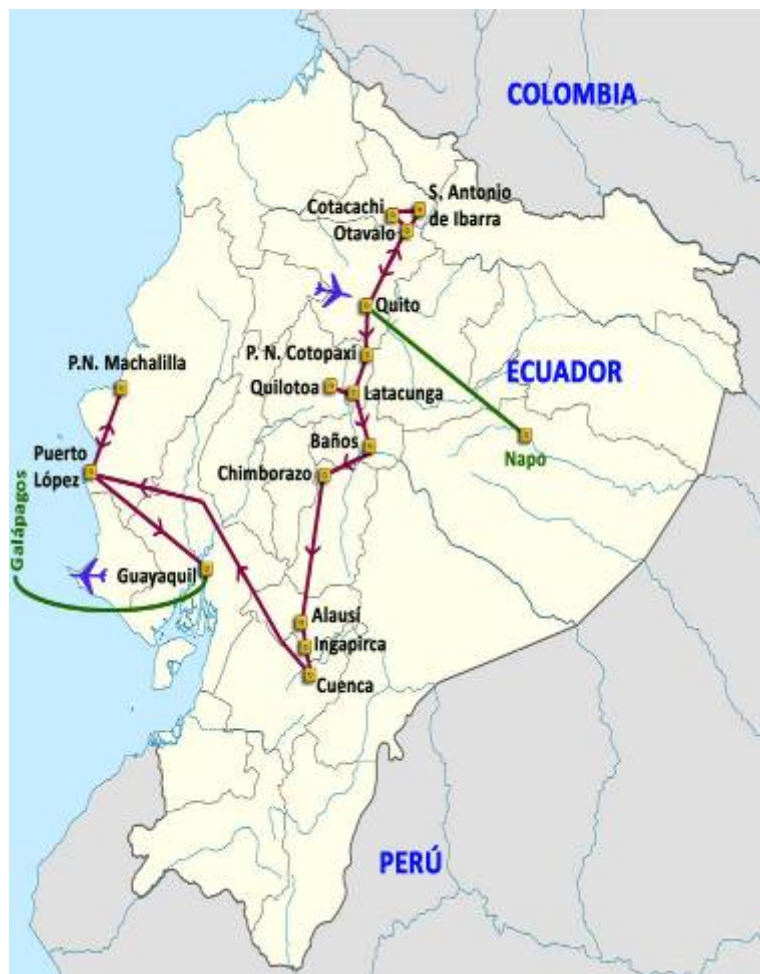 COLOMBIA
S. Antonio
de Ibarra
Cotacachi
Otavalo
Quito
P. N. Cotopaxi
ECUADOR
P.N. Machalilla
Quilotoa
Latacunga
Baños
Napo
Puerto
López
Chimborazo
Galápagos
Guayaquil
Alausí
Ingapirca
Cuenca
PERÚ